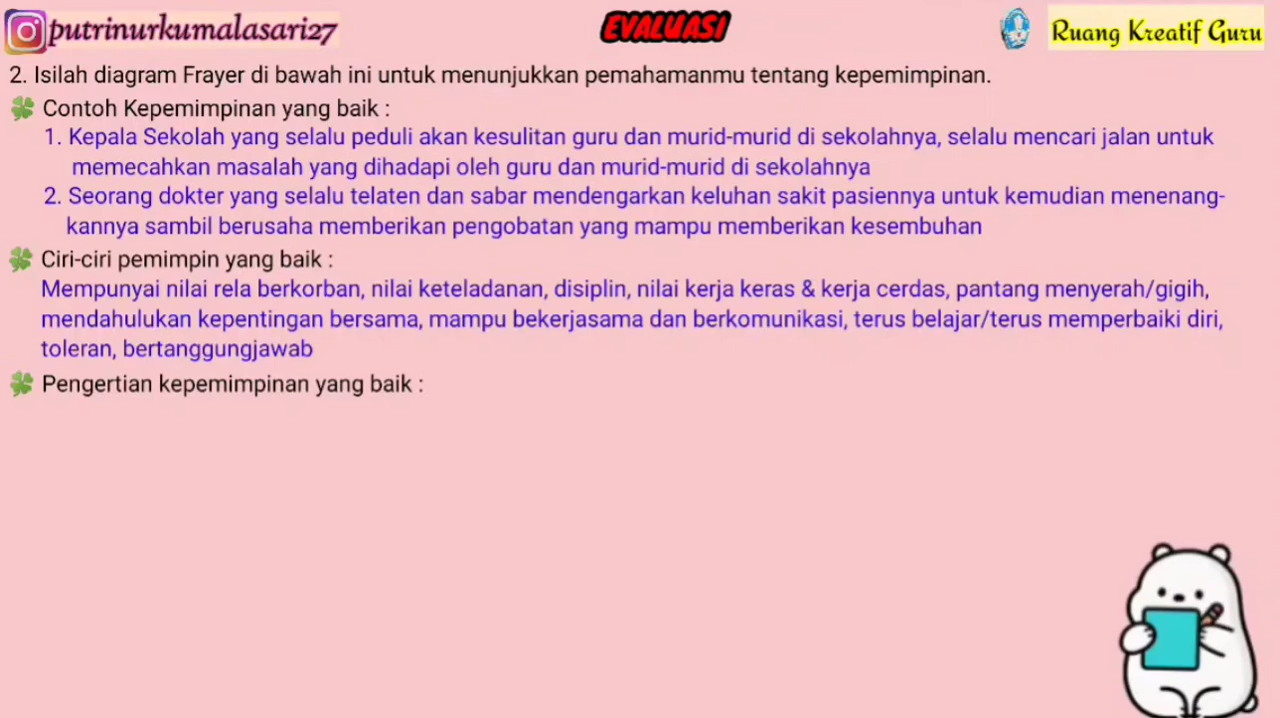 putrinurkumalasari27
EVALUASI
Ruang Kreatif Guru
2. Isilah diagram Frayer di bawah ini untuk menunjukkan pemahamanmu tentang kepemimpinan.
Contoh Kepemimpinan yang baik :
1. Kepala Sekolah yang selalu peduli akan kesulitan guru dan murid-murid di sekolahnya, selalu mencari jalan untuk
memecahkan masalah yang dihadapi oleh guru dan murid-murid di sekolahnya
2. Seorang dokter yang selalu telaten dan sabar mendengarkan keluhan sakit pasiennya untuk kemudian menenang-
kannya sambil berusaha memberikan pengobatan yang mampu memberikan kesembuhan
Ciri-ciri pemimpin yang baik :
Mempunyai nilai rela berkorban, nilai keteladanan, disiplin, nilai kerja keras & kerja cerdas, pantang menyerah/gigih,
mendahulukan kepentingan bersama, mampu bekerjasama dan berkomunikasi, terus belajar/terus memperbaiki diri,
toleran, bertanggungjawab
Pengertian kepemimpinan yang baik :